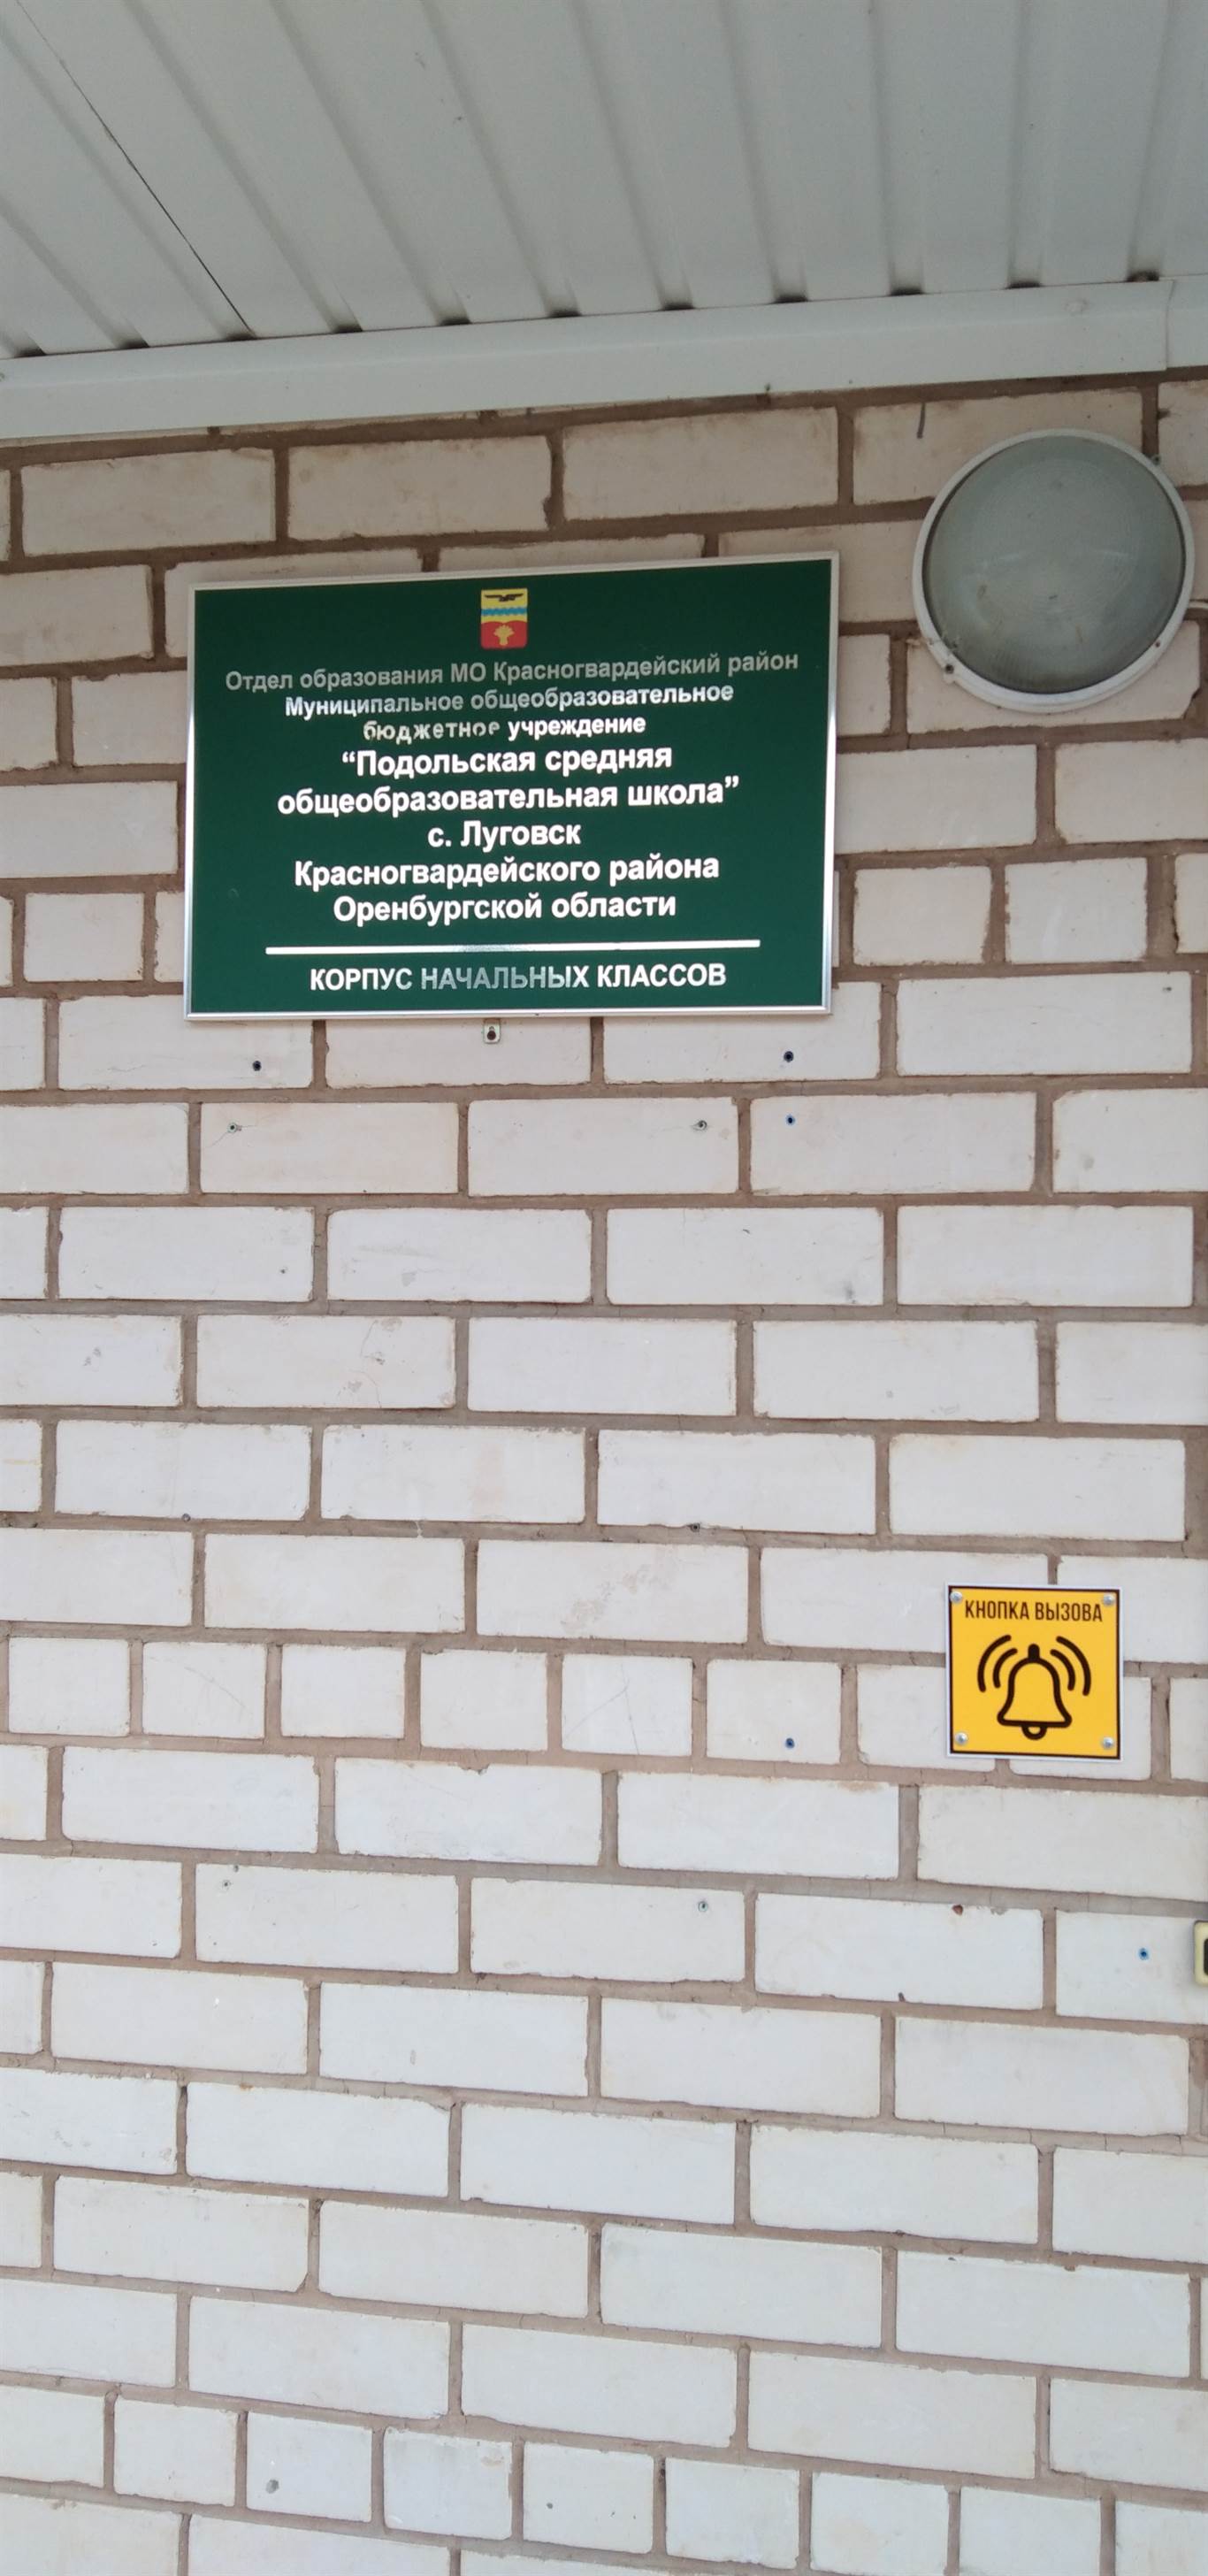 Отдел образования МО Красногвардейский район
Муниципальное общеобразовательное
бюджетное учреждение
“Подольская средняя
общеобразовательная школа”
с. Луговск
Красногвардейского района
Оренбургской области
КОРПУС НАЧАЛЬНЫХ КЛАССОВ
КНОПКА ВЫЗОВА